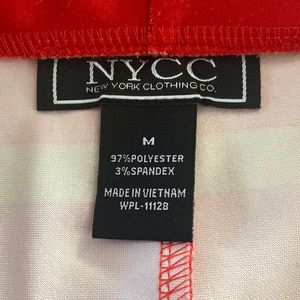 NYCC
NEW YORK CLOTHING CO.
M
97%POLYESTER
3%SPANDEX
MADE IN VIETNAM
WPL-11128